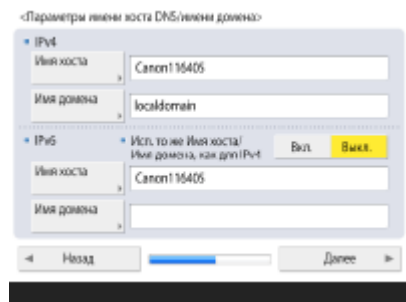 <Параметры имени хоста DNS/имени домена>
IPv4
Имя хоста
Canon116405
Имя домена
localdomain
IPv6
Исп. то же Имя хоста/
Имя домена, как для IPv4
Вкл.
Выкл.
Имя хоста
Canon116405
Имя домена
Назад
Далее